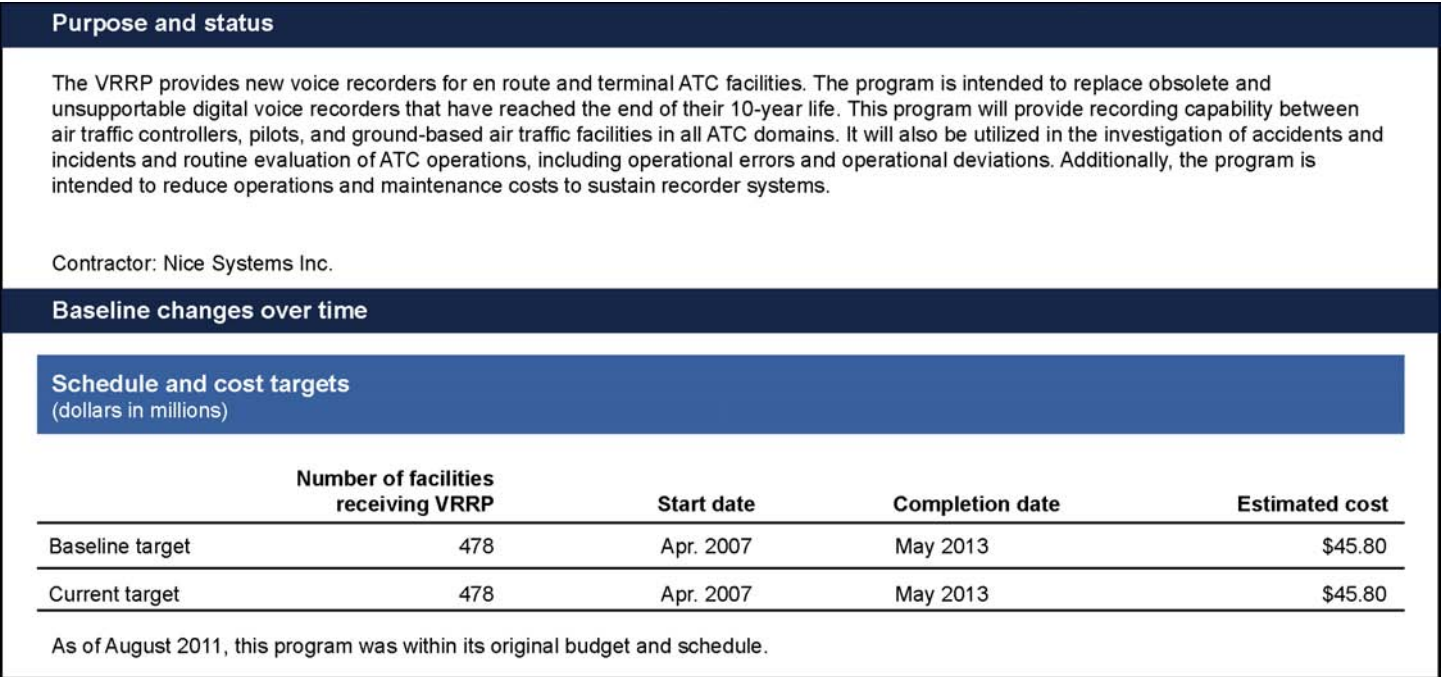 Purpose and status
The VRRP provides new voice recorders for en route and terminal ATC facilities. The program is intended to replace obsolete and
unsupportable digital voice recorders that have reached the end of their 10-year life. This program will provide recording capability between
air traffic controllers, pilots, and ground-based air traffic facilities in all ATC domains. It will also be utilized in the investigation of accidents and
incidents and routine evaluation of ATC operations, including operational errors and operational deviations. Additionally, the program is
intended to reduce operations and maintenance costs to sustain recorder systems.
Contractor: Nice Systems Inc.
Baseline changes over time
Schedule and cost targets
(dollars in millions)
Number of facilities
receiving VRRP Start date Completion date Estimated cost
Baseline target 478 Apr. 2007 May 2013 $45.80
Current target 478 Apr. 2007 May 2013 $45.80
As of August 2011, this program was within its original budget and schedule.